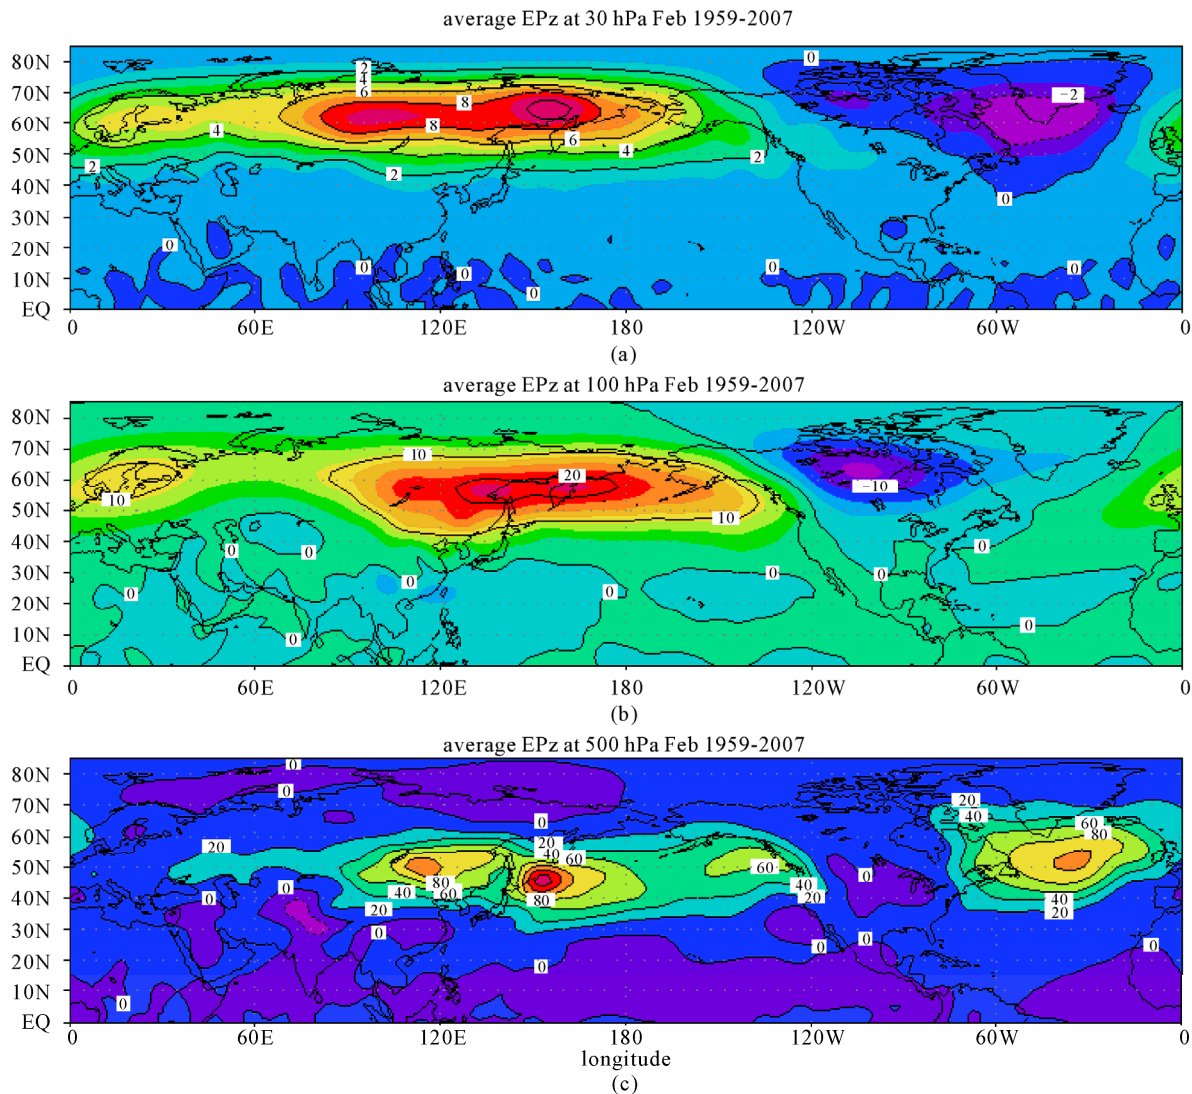 average EPz at 30 hPa Feb 1959-2007
80N
70N
60N
50N
40N
30N
20N
10N
EQ
2
4
6
8
8
4
6
4
2
2
2
0
−2
0
0
0
0
0
0
0
0
60E
120E
180
120W
60W
0
(a)
average EPz at 100 hPa Feb 1959-2007
80N
70N
60N
50N
40N
30N
20N
10N
EQ
10
10
20
10
−10
0
0
0
0
0
0
0
0
0
0
0
60E
120E
180
120W
60W
0
(b)
average EPz at 500 hPa Feb 1959-2007
80N
70N
60N
50N
40N
30N
20N
10N
EQ
0
0
0
20
20
40
60
80
40
60
20
0
0
0
80
60
40
20
0
0
0
0
20
40
60
80
40
20
0
0
0
60E
120E
180
120W
60W
0
longitude
(c)